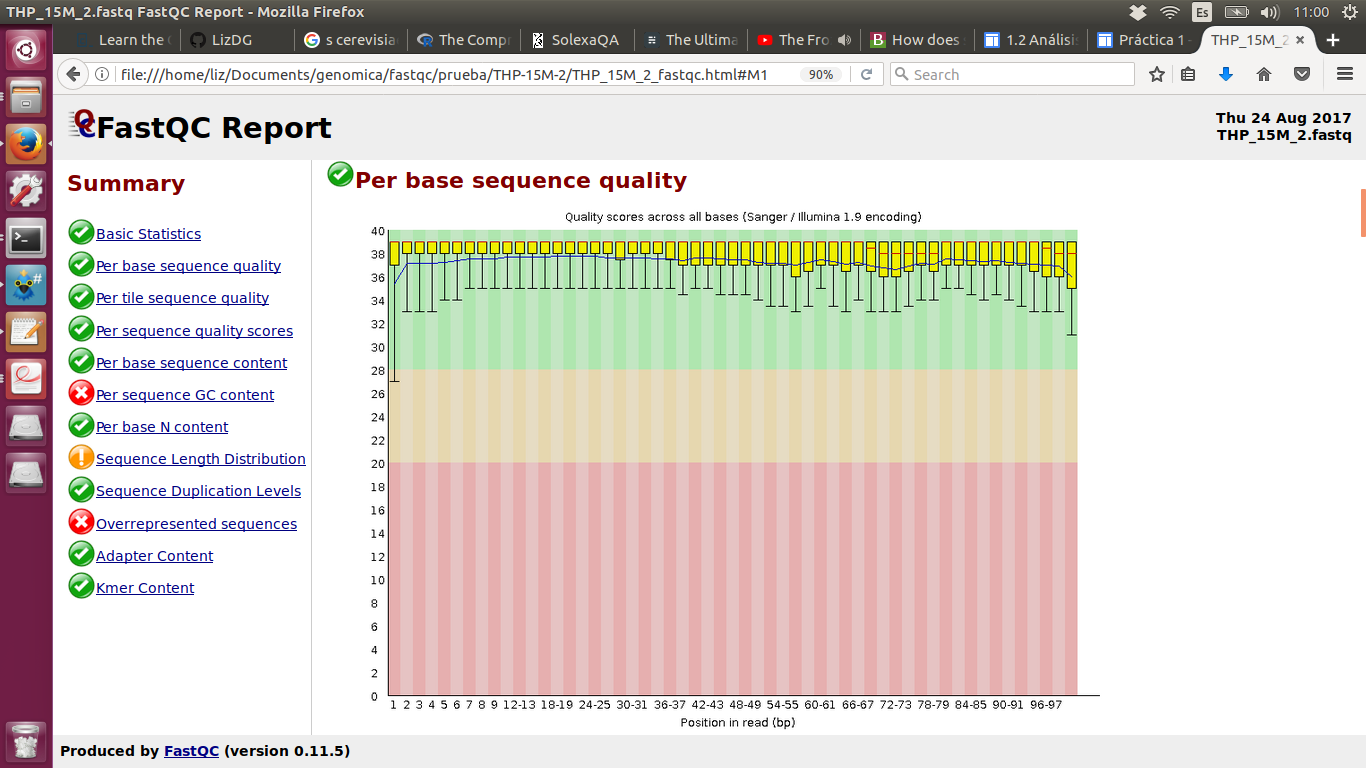 THP_15M_2.fastq FastQC Report - Mozilla Firefox
Es
11:00
Learn the
LizDG
s cerevisia
The Compr
SolexaQA
The Ultima
The Fro
How does
1.2 Análisis
Práctica 1 -
THP_15M_2
file:///home/liz/Documents/genomica/fastqc/prueba/THP-15M-2/THP_15M_2_fastqc.html#M1
90%
Search
FastQC Report
Thu 24 Aug 2017
THP_15M_2.fastq
Summary
Basic Statistics
Per base sequence quality
Per tile sequence quality
Per sequence quality scores
Per base sequence content
Per sequence GC content
Per base N content
Sequence Length Distribution
Sequence Duplication Levels
Overrepresented sequences
Adapter Content
Kmer Content
Per base sequence quality
Quality scores across all bases (Sanger / Illumina 1.9 encoding)
40
38
36
34
32
30
28
26
24
22
20
18
16
14
12
10
8
6
4
2
0
1 2 3 4 5 6 7 8 9 12-13 18-19 24-25 30-31 36-37 42-43 48-49 54-55 60-61 66-67 72-73 78-79 84-85 90-91 96-97
Position in read (bp)
Produced by FastQC (version 0.11.5)